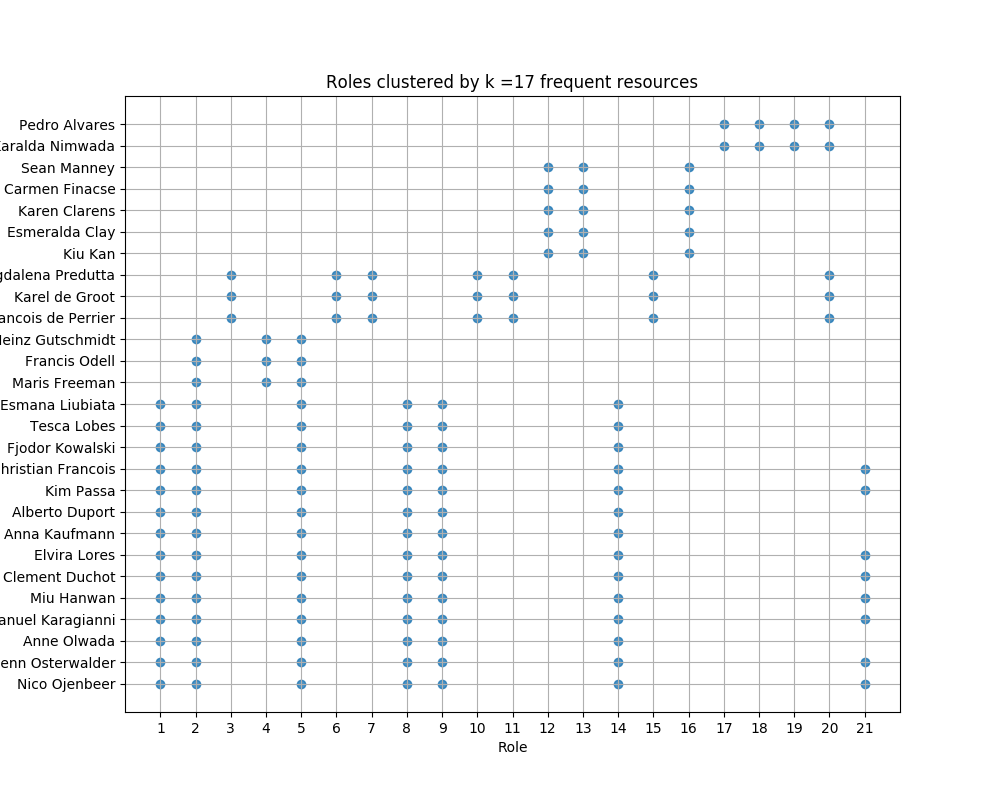 Roles clustered by k =17 frequent resources
Pedro Alvares
Karalda Nimwada
Sean Manney
Carmen Finacse
Karen Clarens
Esmeralda Clay
Kiu Kan
gdalena Predutta
Karel de Groot
ancois de Perrier
Heinz Gutschmidt
Francis Odell
Maris Freeman
Esmana Liubiata
Tesca Lobes
Fjodor Kowalski
hristian Francois
Kim Passa
Alberto Duport
Anna Kaufmann
Elvira Lores
Clement Duchot
Miu Hanwan
anuel Karagianni
Anne Olwada
enn Osterwalder
Nico Ojenbeer
1 2 3 4 5 6 7 8 9 10 11 12 13 14 15 16 17 18 19 20 21
Role